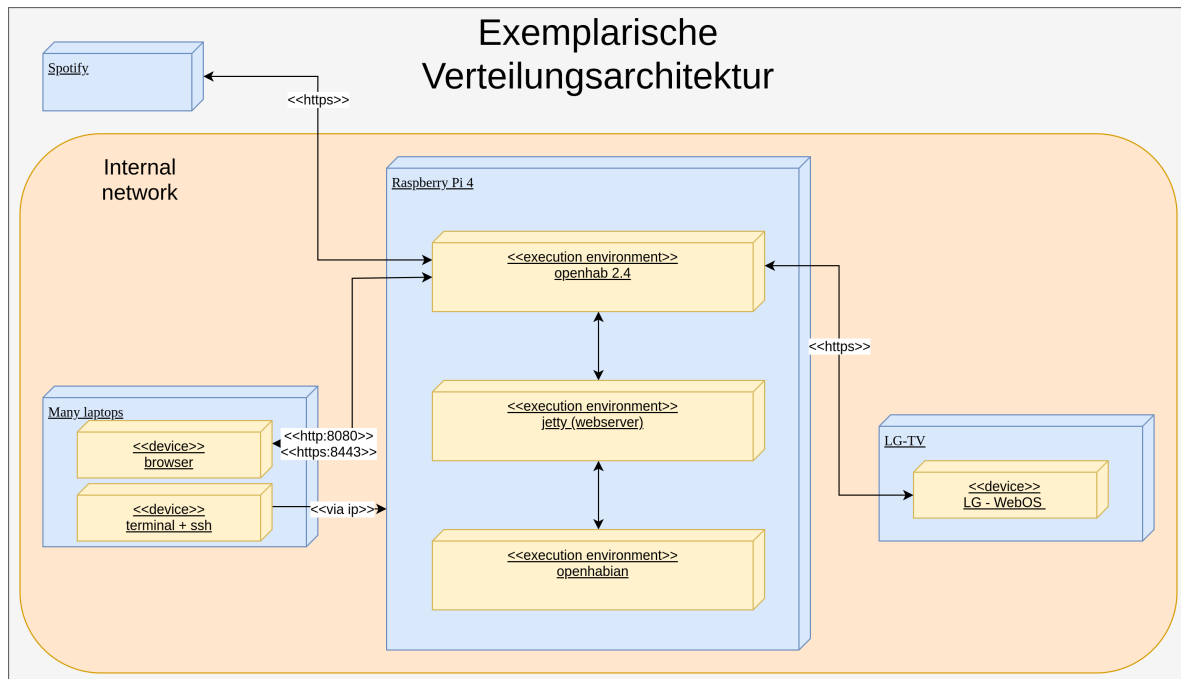 Exemplarische
Verteilungsarchitektur
Spotify
<<https>>
Internal
network
Raspberry Pi 4
<<execution environment>>
openhab 2.4
<<https>>
<<execution environment>>
jetty (webserver)
Many laptops
<<device>>
browser
<<http:8080>>
<<https:8443>>
<<device>>
terminal + ssh
<<via ip>>
LG-TV
<<device>>
LG - WebOS
<<execution environment>>
openhabian